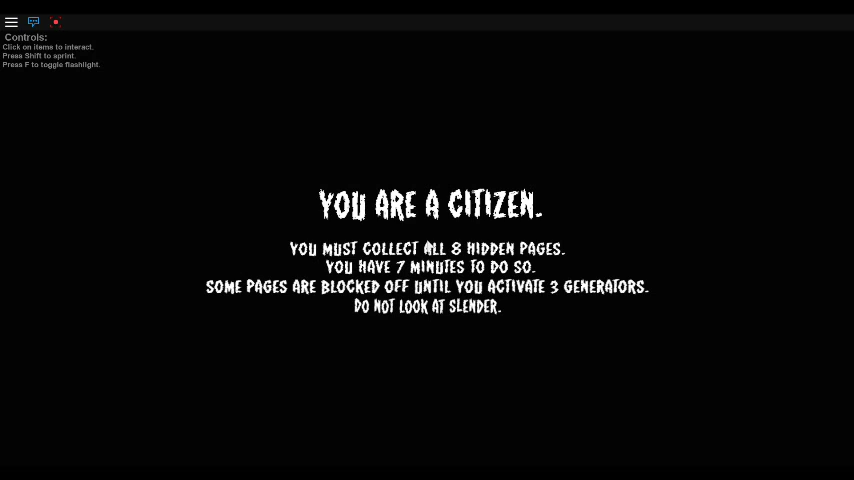 Controls:
Click on items to interact.
Press Shift to sprint.
Press F to toggle flashlight.
YOU ARE A CITIZEN.
YOU MUST COLLECT ALL 8 HIDDEN PAGES.
YOU HAVE 7 MINUTES TO DO SO.
SOME PAGES ARE BLOCKED OFF UNTIL YOU ACTIVATE 3 GENERATORS.
DO NOT LOOK AT SLENDER.